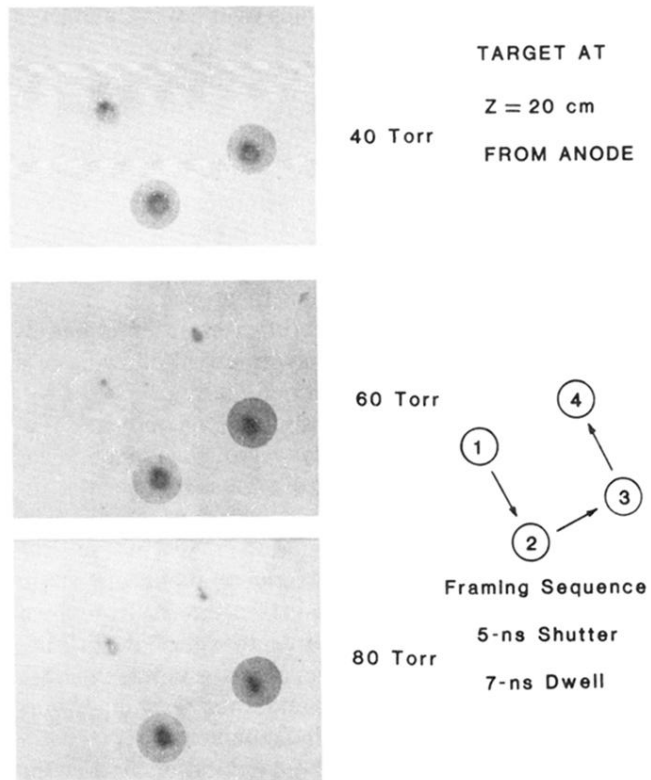 40 Torr
TARGET AT
Z = 20 cm
FROM ANODE
60 Torr
1
2
3
4
Framing Sequence
5-ns Shutter
7-ns Dwell
80 Torr